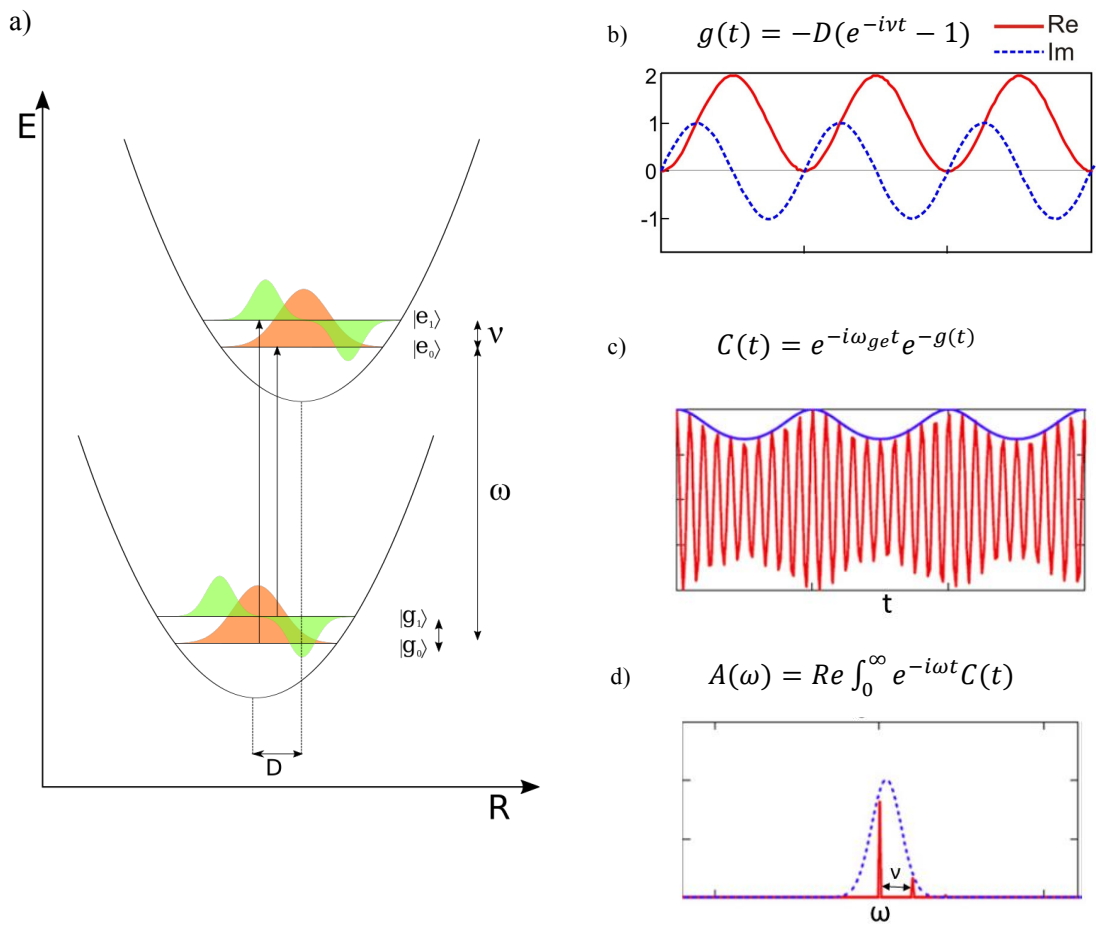 a)
E
|e₁⟩
|e₀⟩
ν
ω
|g₁⟩
|g₀⟩
D
R
b)
g(t) = −D(e^{−iνt} − 1)
Re
Im
2
1
0
-1
c)
C(t) = e^{−iω_{ge}t}e^{−g(t)}
t
d)
A(ω) = Re ∫₀^∞ e^{−iωt}C(t)
ν
ω